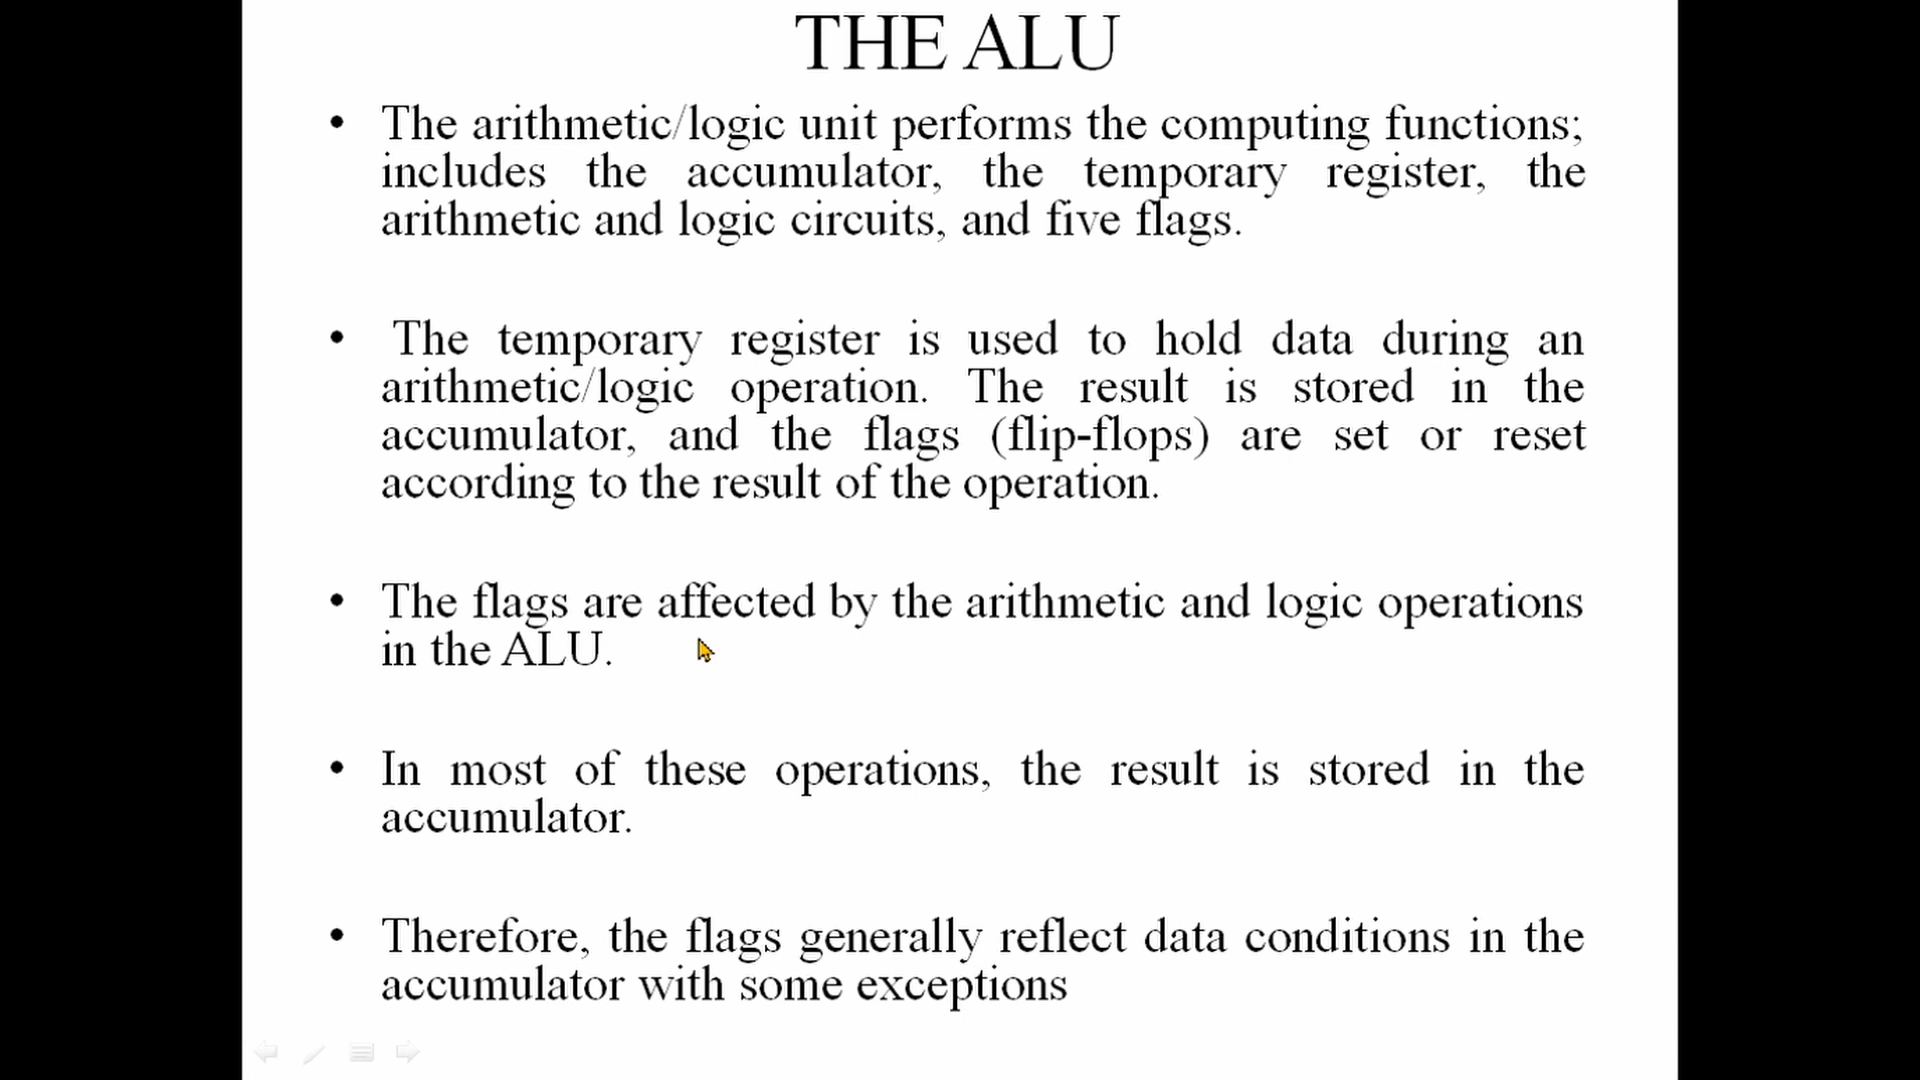 THE ALU
• The arithmetic/logic unit performs the computing functions;
includes the accumulator, the temporary register, the
arithmetic and logic circuits, and five flags.
• The temporary register is used to hold data during an
arithmetic/logic operation. The result is stored in the
accumulator, and the flags (flip-flops) are set or reset
according to the result of the operation.
• The flags are affected by the arithmetic and logic operations
in the ALU.
• In most of these operations, the result is stored in the
accumulator.
• Therefore, the flags generally reflect data conditions in the
accumulator with some exceptions